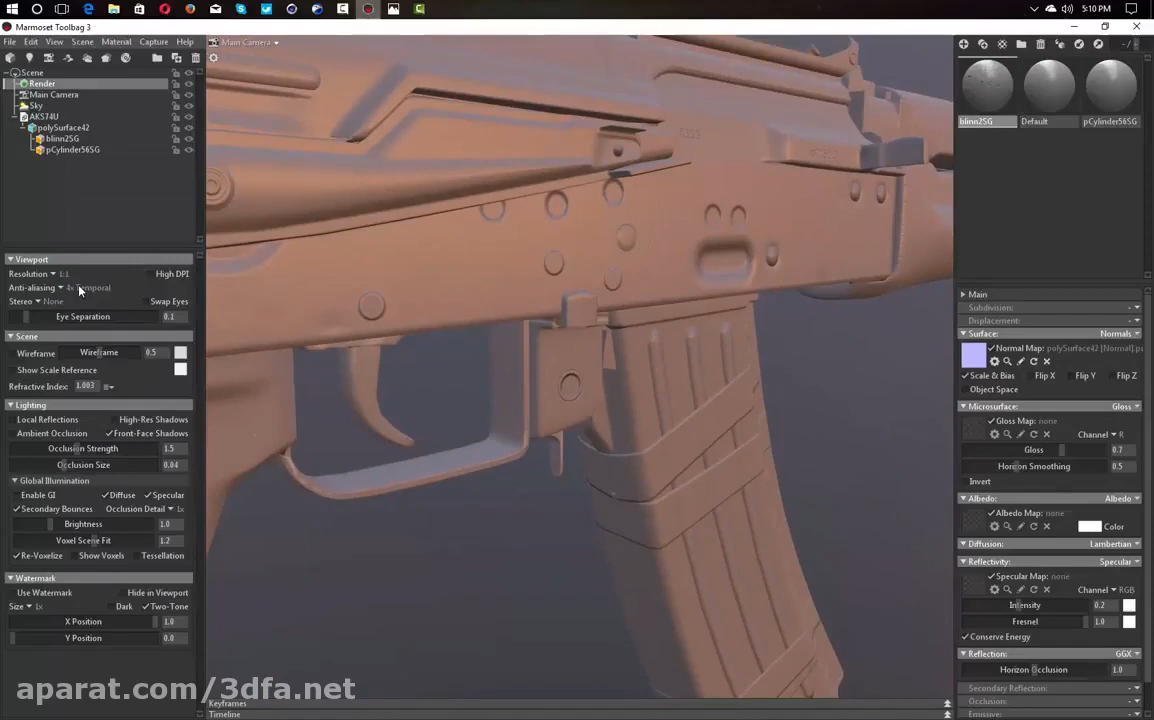 5:10 PM
Marmoset Toolbag 3
File Edit View Scene Material Capture Help
Main Camera
Scene
Render
Main Camera
Sky
AKS74U
polySurface42
blinn2SG
pCylinder56SG
Viewport
Resolution 1:1 High DPI
Anti-aliasing 4x Temporal
Stereo None Swap Eyes
Eye Separation 0.1
Scene
Wireframe Wireframe 0.5
Show Scale Reference
Refractive Index: 1.003
Lighting
Local Reflections High-Res Shadows
Ambient Occlusion Front-Face Shadows
Occlusion Strength 1.5
Occlusion Size 0.04
Global Illumination
Enable GI Diffuse Specular
Secondary Bounces Occlusion Detail 1x
Brightness 1.0
Voxel Scene Fit 1.2
Re-Voxelize Show Voxels Tessellation
Watermark
Use Watermark Hide in Viewport
Size 1x Dark Two-Tone
X Position 1.0
Y Position 0.0
aparat.com/3dfa.net
Keyframes
Timeline
blinn2SG Default pCylinder56SG
Main
Subdivision:
Displacement:
Surface: Normals
Normal Map: polySurface42 [Normal].p
Scale & Bias Flip X Flip Y Flip Z
Object Space
Microsurface: Gloss
Gloss Map: none
Channel R
Gloss 0.7
Horizon Smoothing 0.5
Invert
Albedo: Albedo
Albedo Map: none
Color
Diffusion: Lambertian
Reflectivity: Specular
Specular Map: none
Channel RGB
Intensity 0.2
Fresnel 1.0
Conserve Energy
Reflection: GGX
Horizon Occlusion 1.0
Secondary Reflection:
Occlusion:
Emissive: